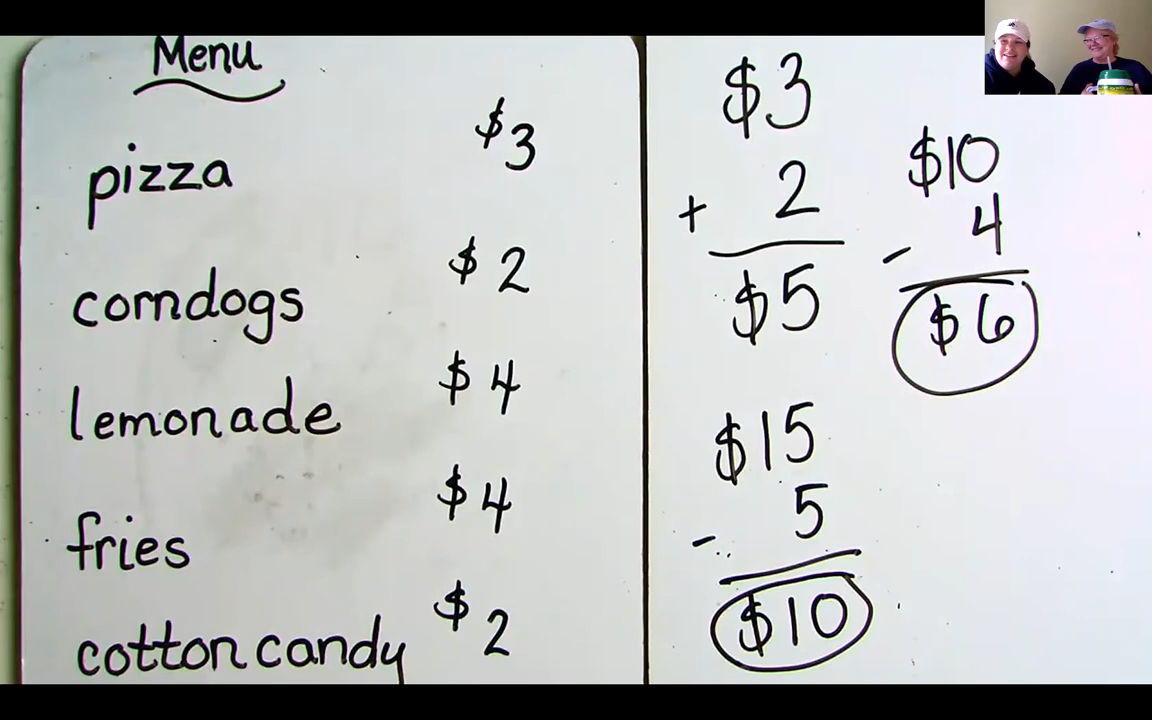 Menu
pizza $3
corndogs $2
lemonade $4
fries $4
cotton candy $2
$3
+ 2
$5
$15
- 5
$10
$10
- 4
$6